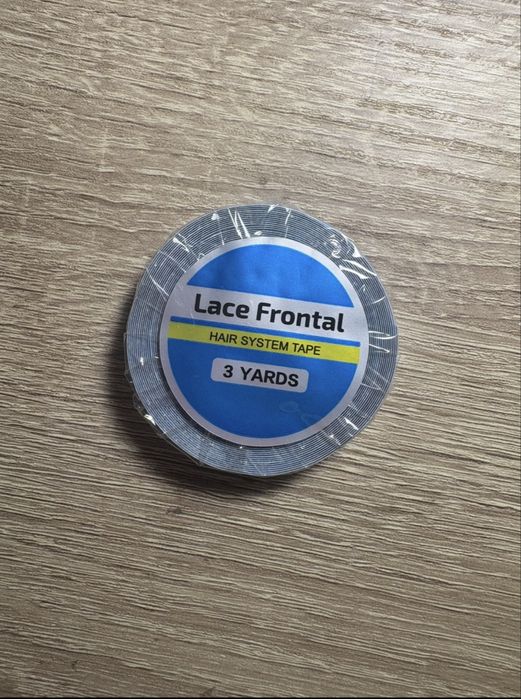 Lace Frontal
HAIR SYSTEM TAPE
3 YARDS